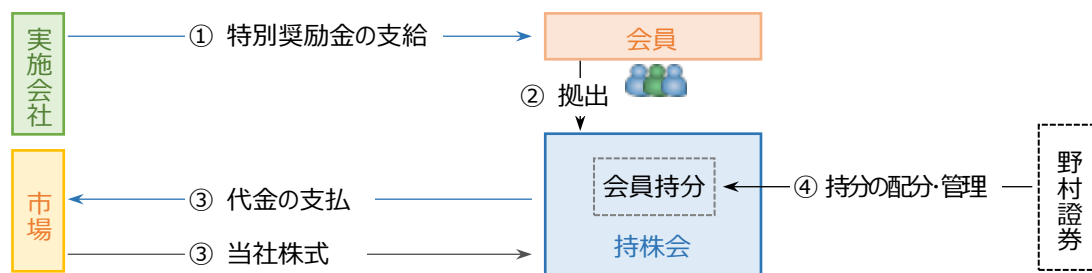 実施会社
① 特別奨励金の支給
会員
② 拠出
市場
③ 代金の支払
③ 当社株式
会員持分
持株会
④ 持分の配分・管理
野村證券